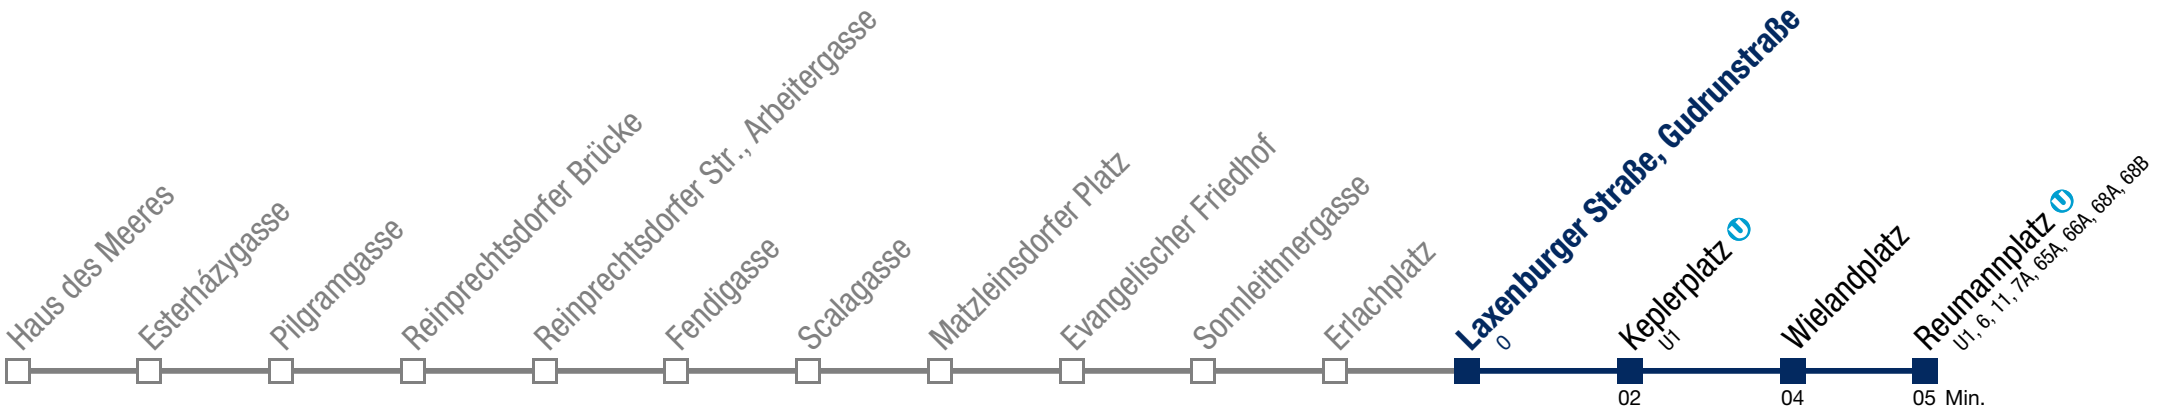 Haus des Meeres
Esterházygasse
Pilgramgasse
Reinprechtsdorfer Brücke
Reinprechtsdorfer Str., Arbeitergasse
Fendigasse
Scalagasse
Matzleinsdorfer Platz
Evangelischer Friedhof
Sonnleithnergasse
Erlachplatz
Laxenburger Straße, Gudrunstraße
O
Keplerplatz U
U1
Wielandplatz
Reumannplatz U
U1, 6, 11, 7A, 65A, 66A, 68A, 68B
02 04 05 Min.